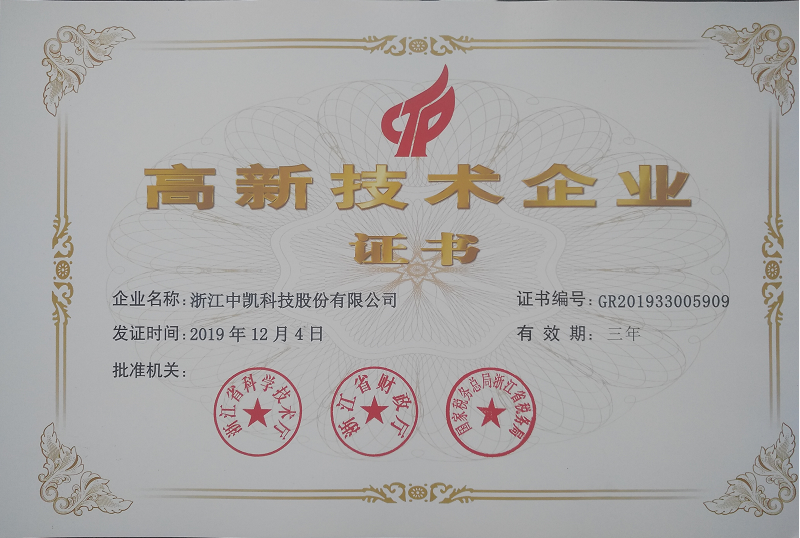 高新技术企业
证书
企业名称：浙江中凯科技股份有限公司
证书编号：GR201933005909
发证时间：2019 年 12 月 4 日
有 效 期：三年
批准机关：
浙江省科学技术厅
浙江省财政厅
国家税务总局浙江省税务局